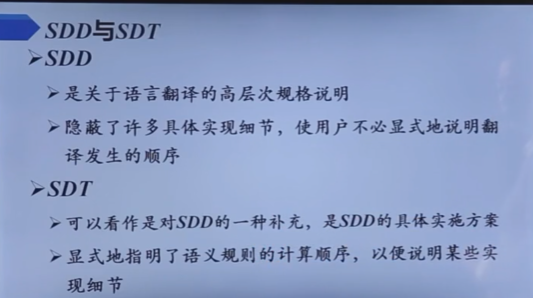 SDD与SDT
➢SDD
➢是关于语言翻译的高层次规格说明
➢隐蔽了许多具体实现细节，使用户不必显式地说明翻
译发生的顺序
➢SDT
➢可以看作是对SDD的一种补充，是SDD的具体实施方案
➢显式地指明了语义规则的计算顺序，以便说明某些实
现细节